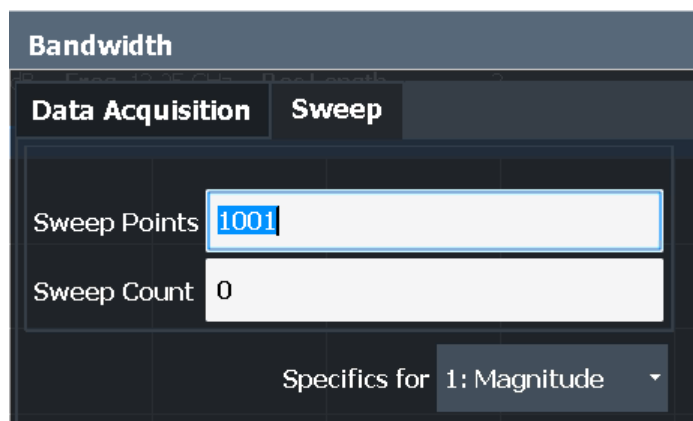 Bandwidth
Data Acquisition Sweep
Sweep Points 1001
Sweep Count 0
Specifics for 1: Magnitude